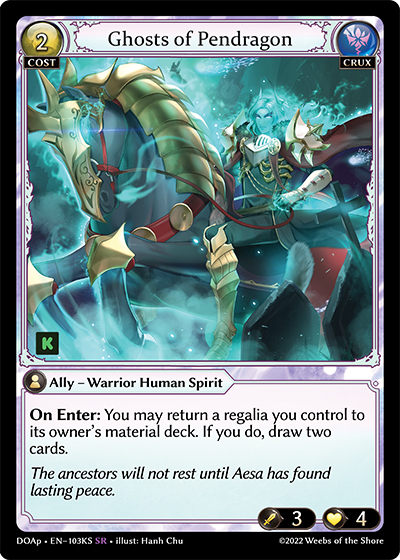 2
COST
Ghosts of Pendragon
CRUX
K
Ally – Warrior Human Spirit
On Enter: You may return a regalia you control to
its owner's material deck. If you do, draw two
cards.
The ancestors will not rest until Aesa has found
lasting peace.
3
4
DOAp • EN–103KS SR • illust: Hanh Chu
©2022 Weebs of the Shore